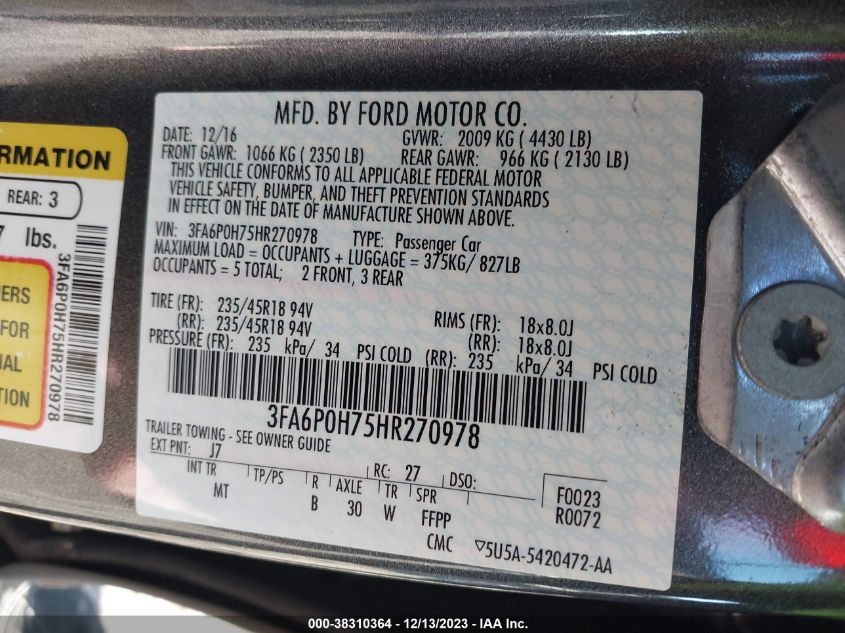 MFD. BY FORD MOTOR CO.
DATE: 12/16 GVWR: 2009 KG ( 4430 LB)
FRONT GAWR: 1066 KG ( 2350 LB) REAR GAWR: 966 KG ( 2130 LB)
THIS VEHICLE CONFORMS TO ALL APPLICABLE FEDERAL MOTOR
VEHICLE SAFETY, BUMPER, AND THEFT PREVENTION STANDARDS
IN EFFECT ON THE DATE OF MANUFACTURE SHOWN ABOVE.
VIN: 3FA6P0H75HR270978 TYPE: Passenger Car
MAXIMUM LOAD = OCCUPANTS + LUGGAGE = 375KG/ 827LB
OCCUPANTS = 5 TOTAL; 2 FRONT, 3 REAR
TIRE (FR): 235/45R18 94V RIMS (FR): 18x8.0J
(RR): 235/45R18 94V (RR): 18x8.0J
PRESSURE (FR): 235 kPa/ 34 PSI COLD (RR): 235 kPa/ 34 PSI COLD
3FA6P0H75HR270978
TRAILER TOWING - SEE OWNER GUIDE
EXT PNT: J7 RC: 27 DSO:
INT TR TP/PS R AXLE TR SPR F0023
MT B 30 W FFPP R0072
CMC ▽5U5A-5420472-AA
RMATION
REAR: 3
7 lbs.
3FA6P0H75HR270978
ERS
FOR
AL
TION
000-38310364 - 12/13/2023 - IAA Inc.